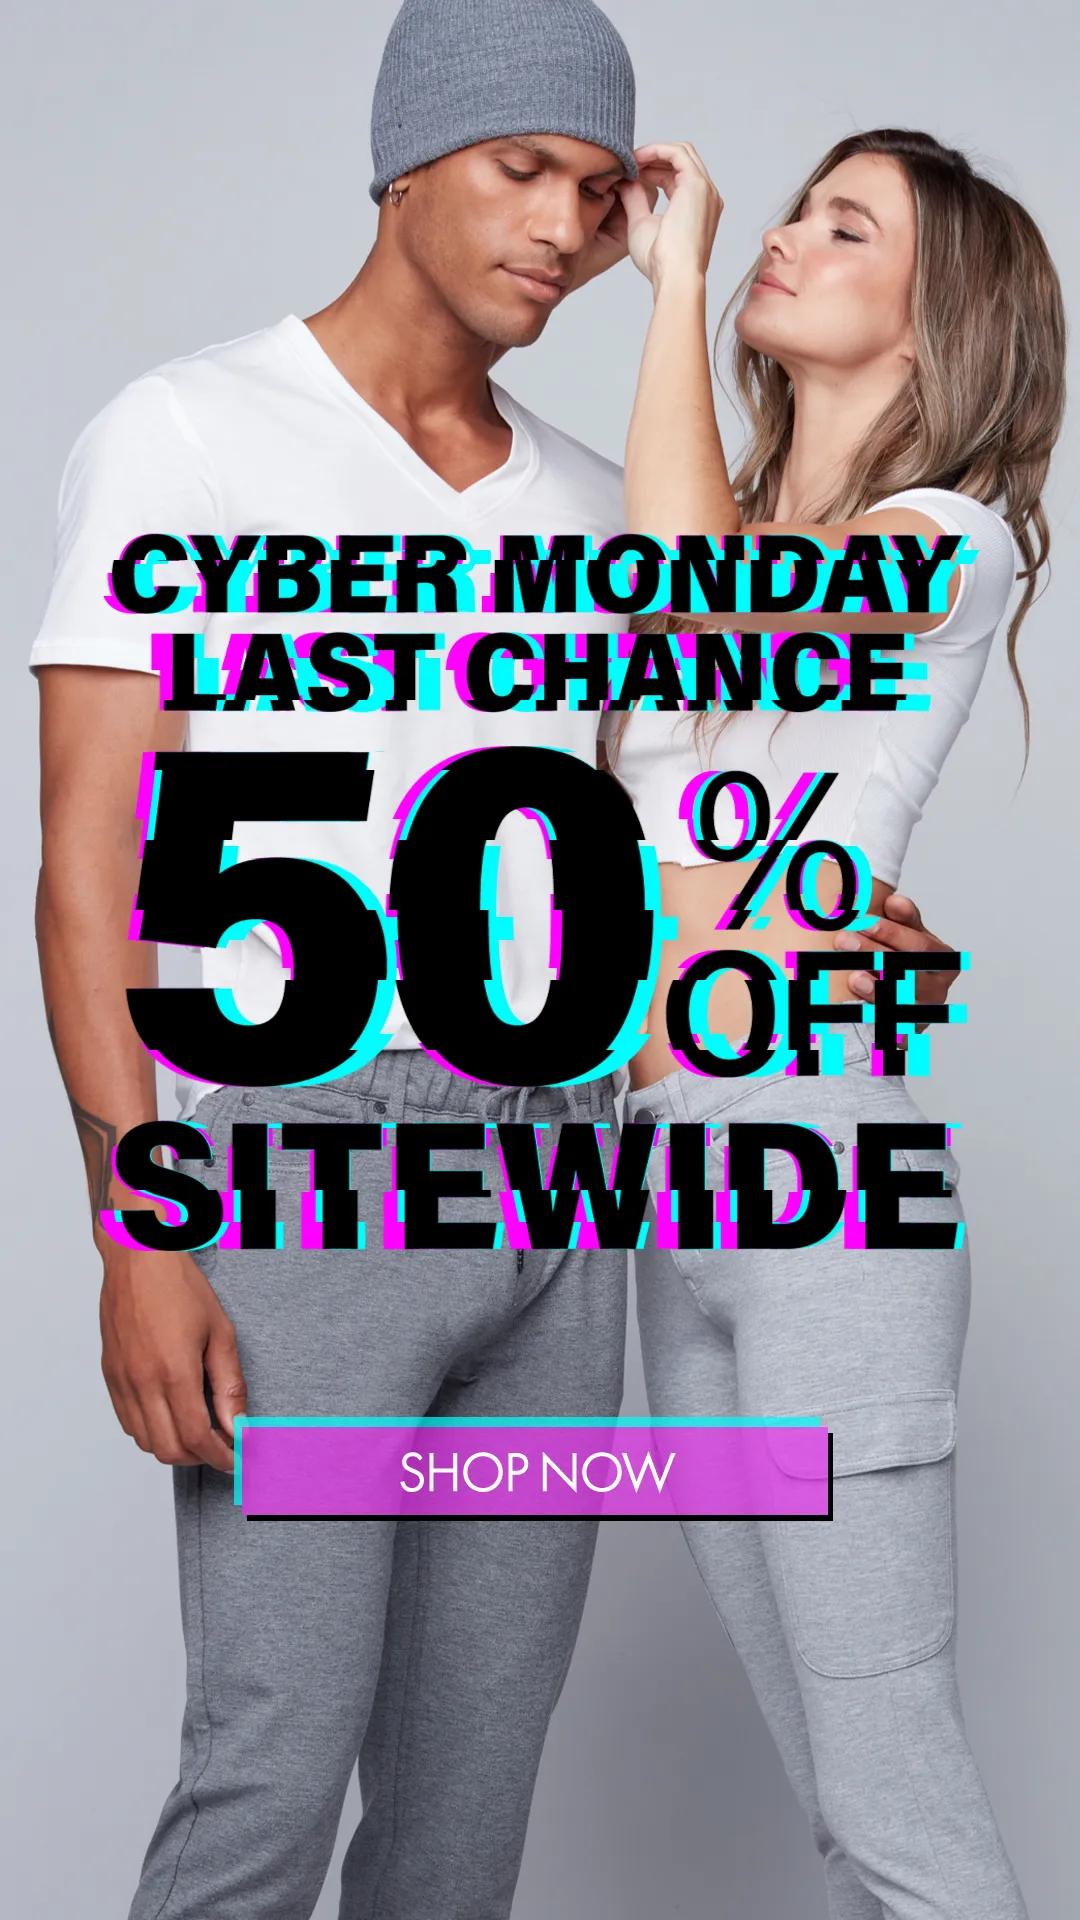 CYBER MONDAY
LAST CHANCE
50%
OFF
SITEWIDE
SHOP NOW